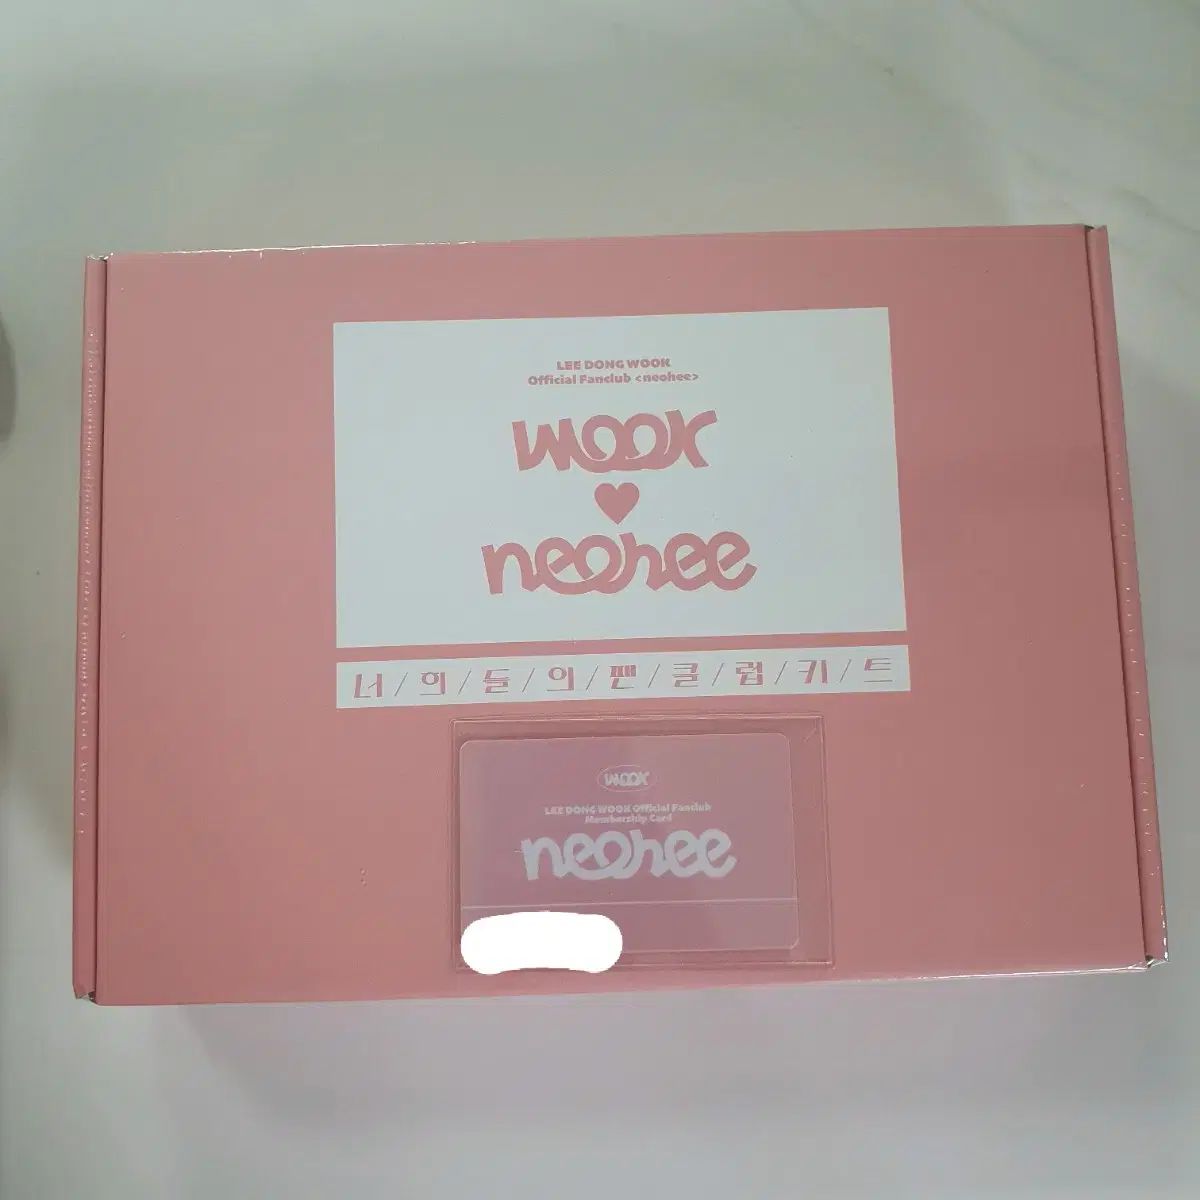 LEE DONG WOOK
Official Fanclub <neohee>
WOOK
neohee
너/희/들/의/팬/클/럽/키/트
WOOK
LEE DONG WOOK Official Fanclub
Membership Card
neohee